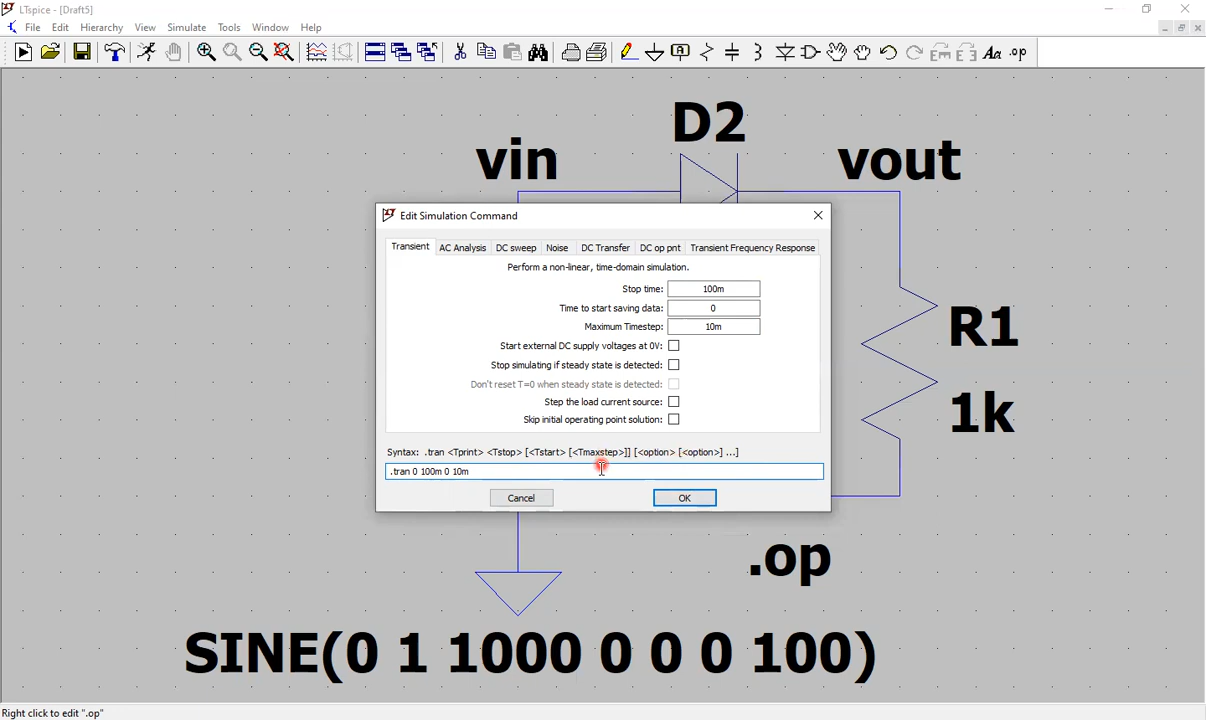 LTspice - [Draft5]
File Edit Hierarchy View Simulate Tools Window Help
A Aa .op
D2
vin
vout
Edit Simulation Command
Transient AC Analysis DC sweep Noise DC Transfer DC op pnt Transient Frequency Response
Perform a non-linear, time-domain simulation.
Stop time: 100m
Time to start saving data: 0
Maximum Timestep: 10m
Start external DC supply voltages at 0V:
Stop simulating if steady state is detected:
Don't reset T=0 when steady state is detected:
Step the load current source:
Skip initial operating point solution:
Syntax: .tran <Tprint> <Tstop> [<Tstart> [<Tmaxstep>]] [<option> [<option>] ...]
.tran 0 100m 0 10m
Cancel OK
R1
1k
.op
SINE(0 1 1000 0 0 0 100)
Right click to edit ".op"